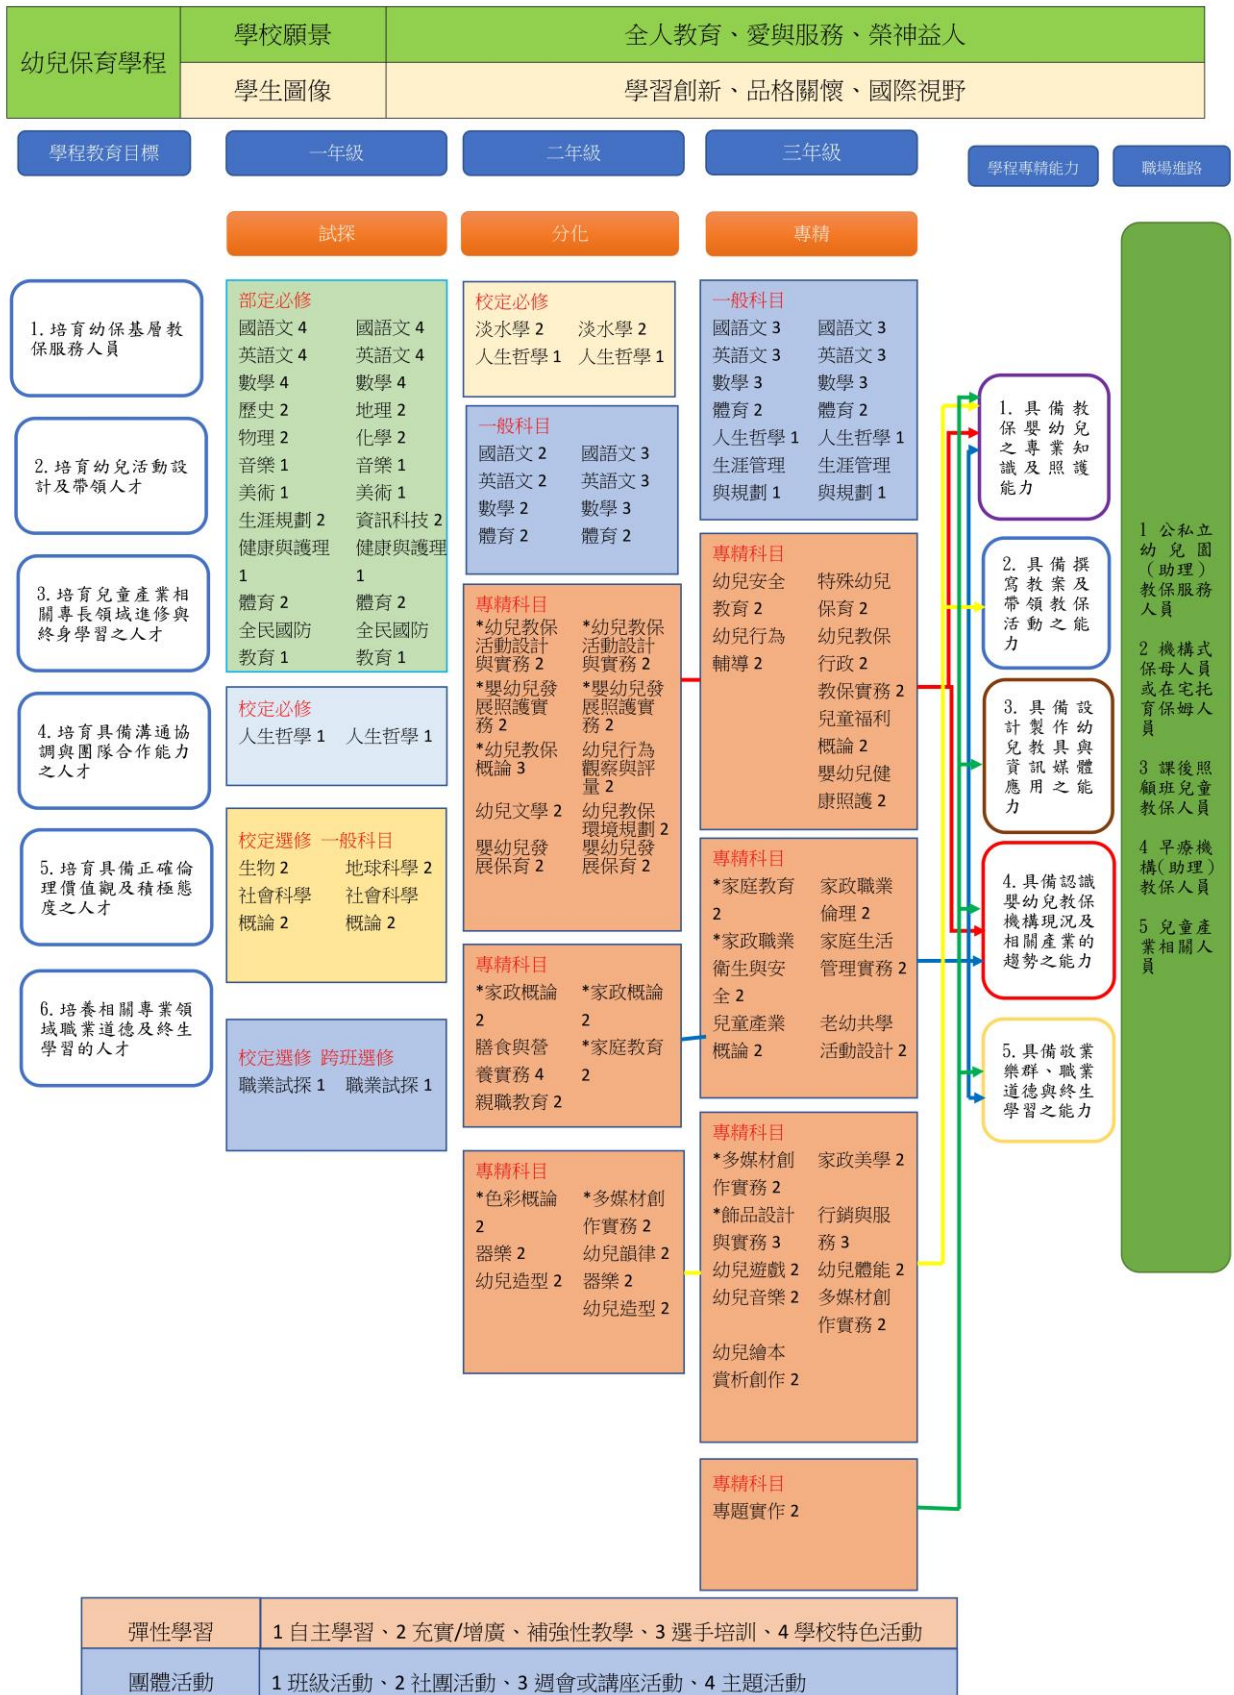 幼兒保育學程
學校願景
全人教育、愛與服務、榮神益人
學生圖像
學習創新、品格關懷、國際視野
學程教育目標
一年級
二年級
三年級
學程專精能力
職場進路
試探
分化
專精
1.培育幼保基層教
保服務人員
2.培育幼兒活動設
計及帶領人才
3.培育兒童產業相
關專長領域進修與
終身學習之人才
4.培育具備溝通協
調與團隊合作能力
之人才
5.培育具備正確倫
理價值觀及積極態
度之人才
6.培養相關專業領
域職業道德及終生
學習的人才
部定必修
國語文 4 國語文 4
英語文 4 英語文 4
數學 4 數學 4
歷史 2 地理 2
物理 2 化學 2
音樂 1 音樂 1
美術 1 美術 1
生涯規劃 2 資訊科技 2
健康與護理 健康與護理
1 1
體育 2 體育 2
全民國防 全民國防
教育 1 教育 1
校定必修
人生哲學 1 人生哲學 1
校定選修 一般科目
生物 2 地球科學 2
社會科學 社會科學
概論 2 概論 2
校定選修 跨班選修
職業試探 1 職業試探 1
校定必修
淡水學 2 淡水學 2
人生哲學 1 人生哲學 1
一般科目
國語文 2 國語文 3
英語文 2 英語文 3
數學 2 數學 3
體育 2 體育 2
專精科目
*幼兒教保 *幼兒教保
活動設計 活動設計
與實務 2 與實務 2
*嬰幼兒發 *嬰幼兒發
展照護實 展照護實
務 2 務 2
*幼兒教保 幼兒行為
概論 3 觀察與評
量 2
幼兒文學 2 幼兒教保
環境規劃 2
嬰幼兒發 嬰幼兒發
展保育 2 展保育 2
專精科目
*家政概論 *家政概論
2 2
膳食與營 *家庭教育
養實務 4 2
親職教育 2
專精科目
*色彩概論 *多媒材創
2 作實務 2
器樂 2 幼兒韻律 2
幼兒造型 2 器樂 2
幼兒造型 2
一般科目
國語文 3 國語文 3
英語文 3 英語文 3
數學 3 數學 3
體育 2 體育 2
人生哲學 1 人生哲學 1
生涯管理 生涯管理
與規劃 1 與規劃 1
專精科目
幼兒安全 特殊幼兒
教育 2 保育 2
幼兒行為 幼兒教保
輔導 2 行政 2
教保實務 2
兒童福利
概論 2
嬰幼兒健
康照護 2
專精科目
*家庭教育 家政職業
2 倫理 2
*家政職業 家庭生活
衛生與安 管理實務 2
全 2
兒童產業 老幼共學
概論 2 活動設計 2
專精科目
*多媒材創 家政美學 2
作實務 2
*飾品設計 行銷與服
與實務 3 務 3
幼兒遊戲 2 幼兒體能 2
幼兒音樂 2 多媒材創
作實務 2
幼兒繪本
賞析創作 2
專精科目
專題實作 2
1. 具備教
保嬰幼兒
之專業知
識及照護
能力
2. 具備撰
寫教案及
帶領教保
活動之能
力
3. 具備設
計製作幼
兒教具與
資訊媒體
應用之能
力
4.具備認識
嬰幼兒教保
機構現況及
相關產業的
趨勢之能力
5.具備敬業
樂群、職業
道德與終生
學習之能力
1 公私立
幼兒園
(助理)
教保服務
人員
2 機構式
保母人員
或在宅托
育保姆人
員
3 課後照
顧班兒童
教保人員
4 早療機
構(助理)
教保人員
5 兒童產
業相關人
員
彈性學習
1 自主學習、2 充實/增廣、補強性教學、3 選手培訓、4 學校特色活動
團體活動
1 班級活動、2 社團活動、3 週會或講座活動、4 主題活動